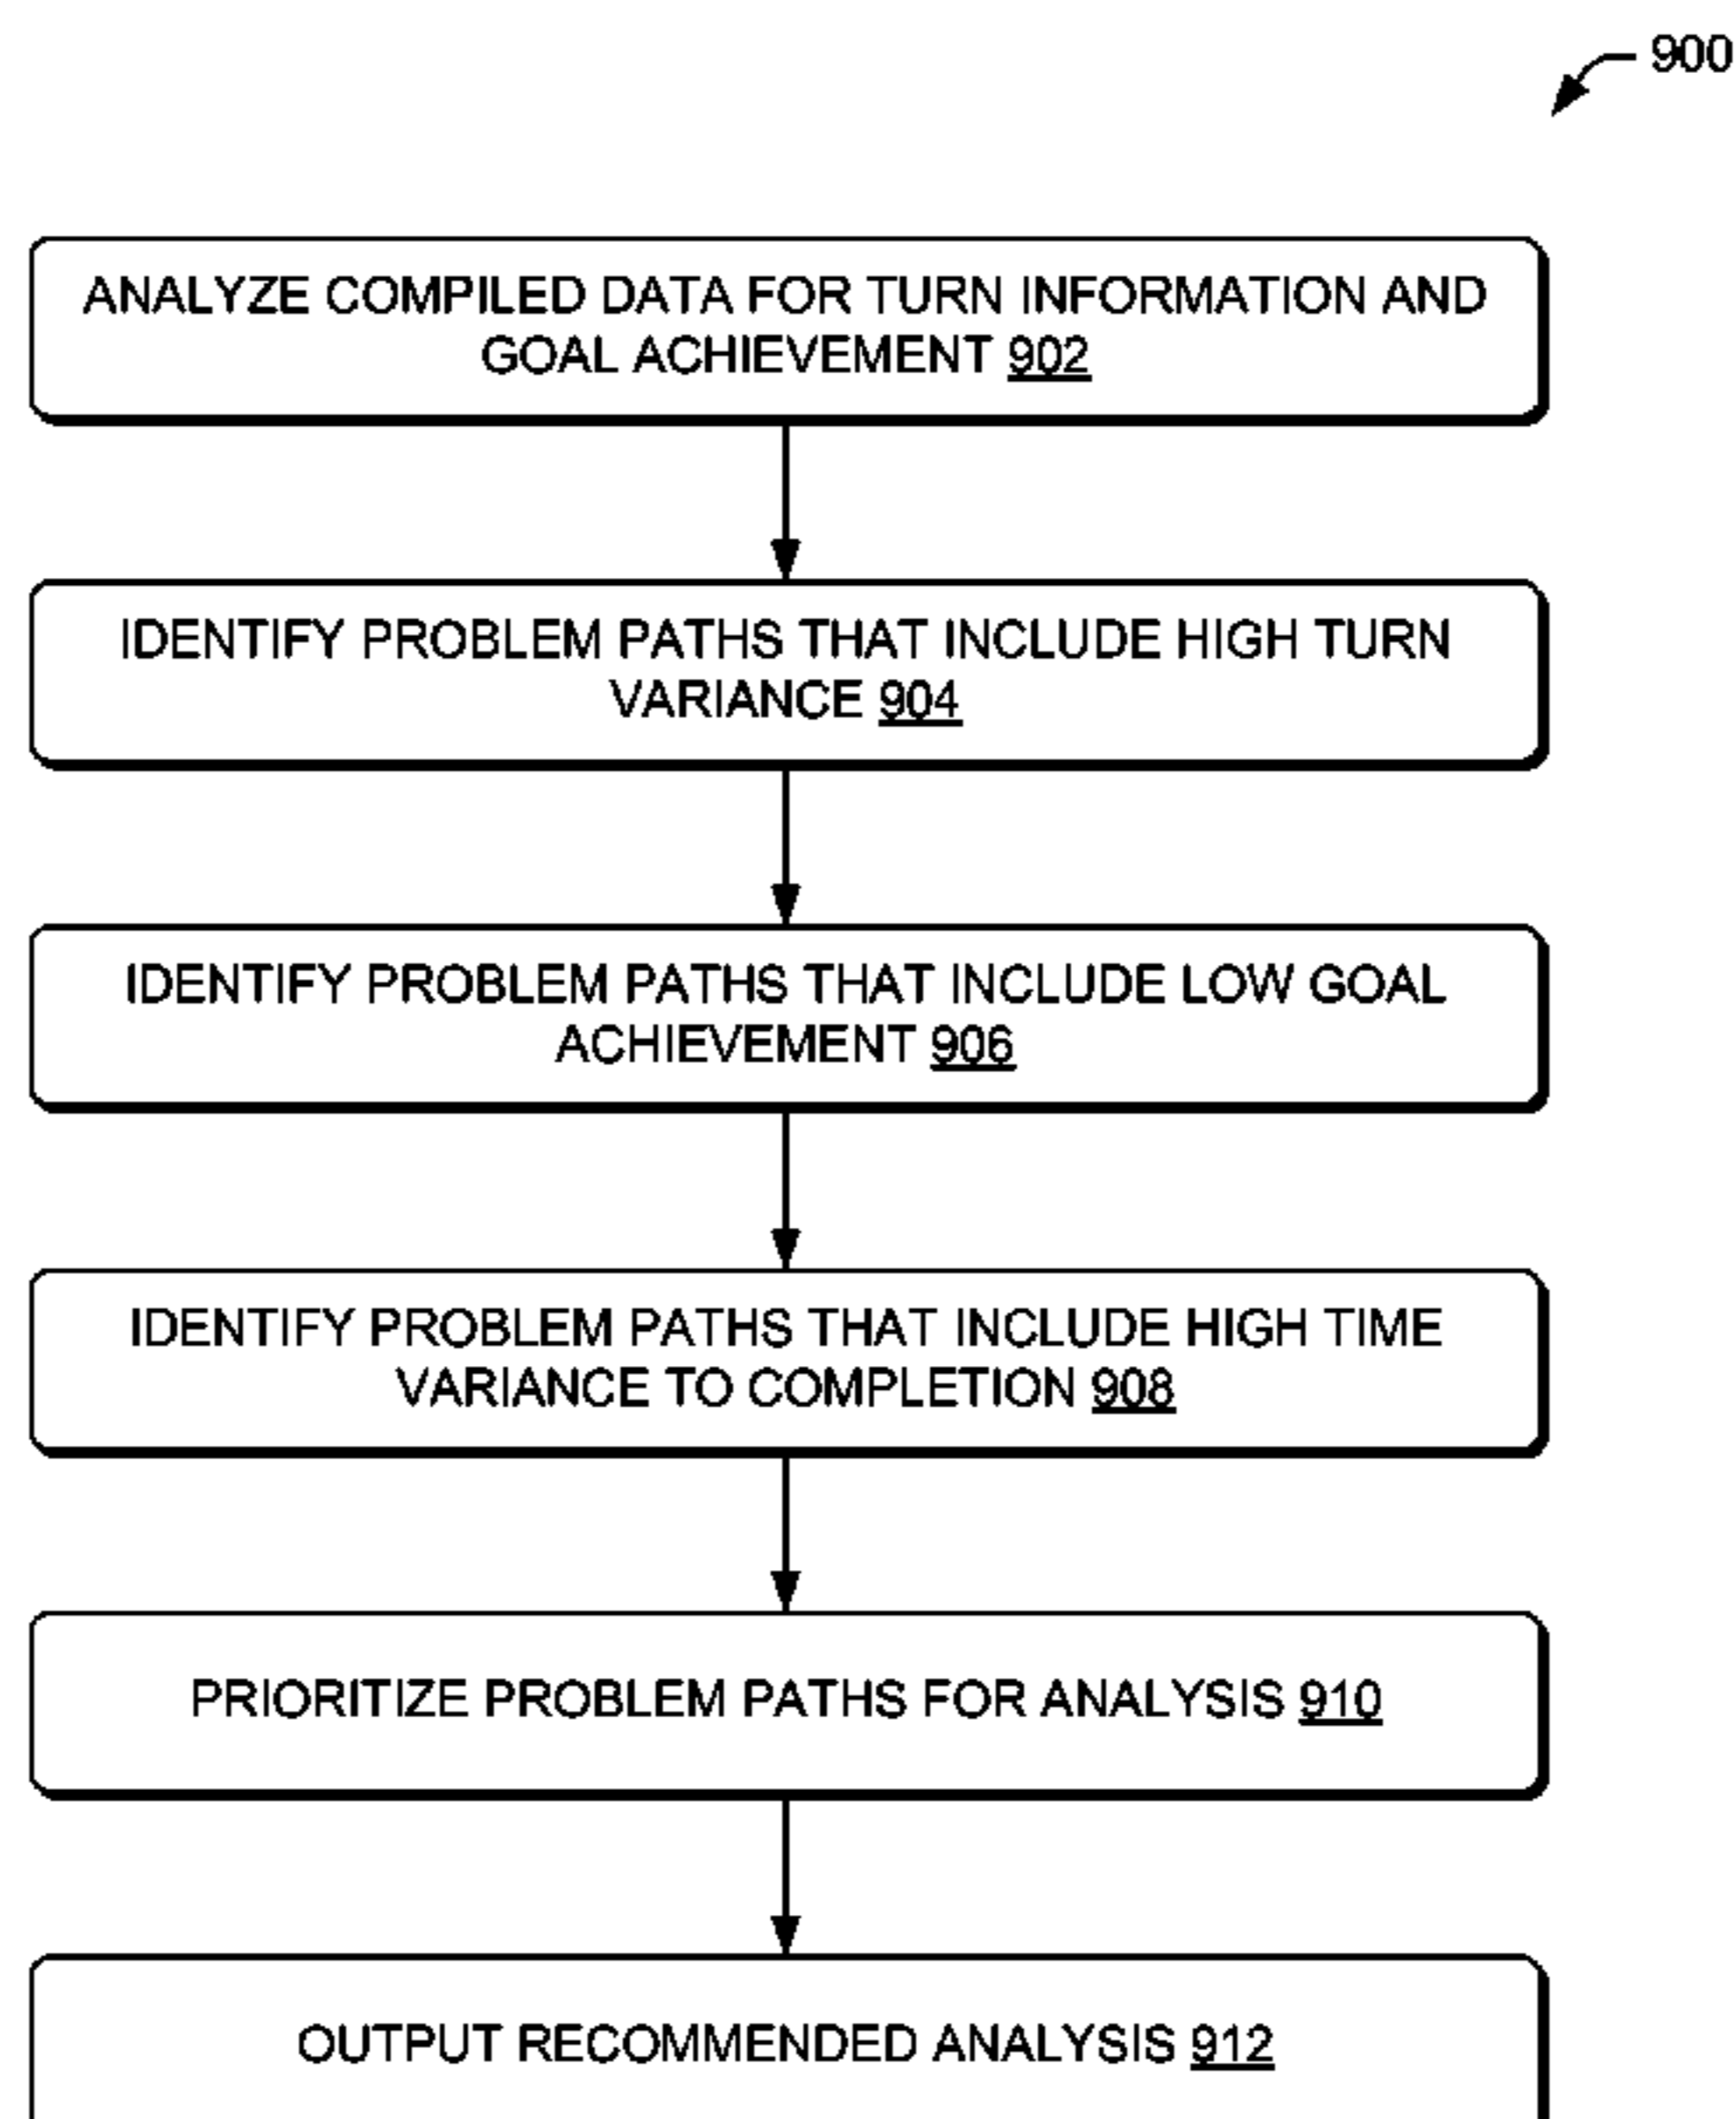 900
ANALYZE COMPILED DATA FOR TURN INFORMATION AND
GOAL ACHIEVEMENT 902
IDENTIFY PROBLEM PATHS THAT INCLUDE HIGH TURN
VARIANCE 904
IDENTIFY PROBLEM PATHS THAT INCLUDE LOW GOAL
ACHIEVEMENT 906
IDENTIFY PROBLEM PATHS THAT INCLUDE HIGH TIME
VARIANCE TO COMPLETION 908
PRIORITIZE PROBLEM PATHS FOR ANALYSIS 910
OUTPUT RECOMMENDED ANALYSIS 912